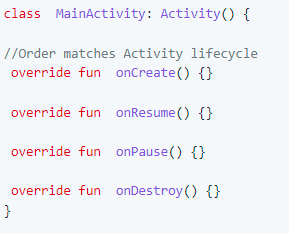 class MainActivity: Activity() {
//Order matches Activity lifecycle
override fun onCreate() {}
override fun onResume() {}
override fun onPause() {}
override fun onDestroy() {}
}